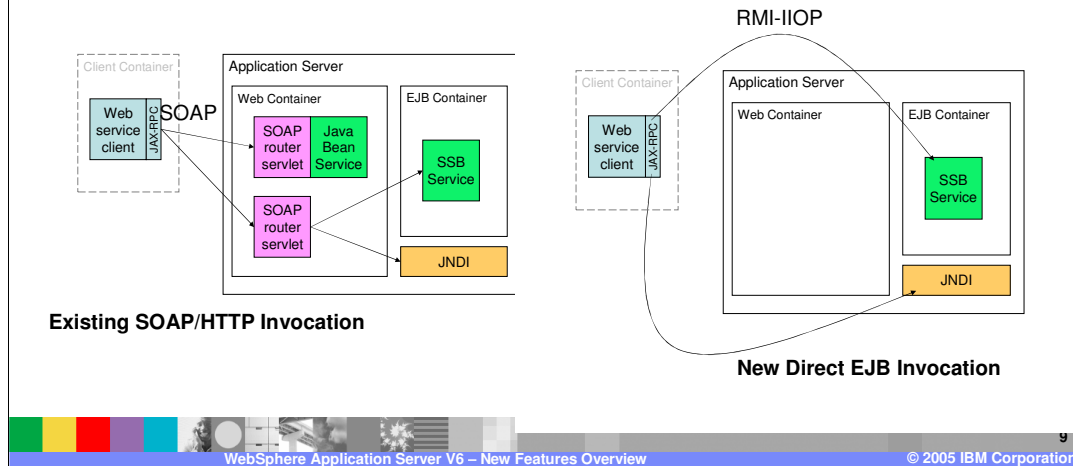 RMI-IIOP
Client Container
Application Server
Web Container
EJB Container
Web
service
client
JAX-RPC
SOAP
SOAP
router
servlet
Java
Bean
Service
SOAP
router
servlet
SSB
Service
JNDI
Existing SOAP/HTTP Invocation
Client Container
Application Server
Web Container
EJB Container
Web
service
client
JAX-RPC
SSB
Service
JNDI
New Direct EJB Invocation
9
WebSphere Application Server V6 – New Features Overview
© 2005 IBM Corporation